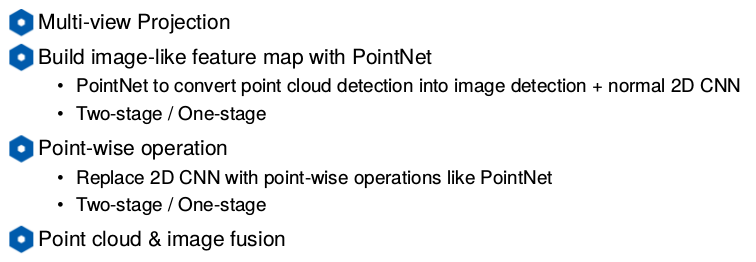 Multi-view Projection
Build image-like feature map with PointNet
• PointNet to convert point cloud detection into image detection + normal 2D CNN
• Two-stage / One-stage
Point-wise operation
• Replace 2D CNN with point-wise operations like PointNet
• Two-stage / One-stage
Point cloud & image fusion